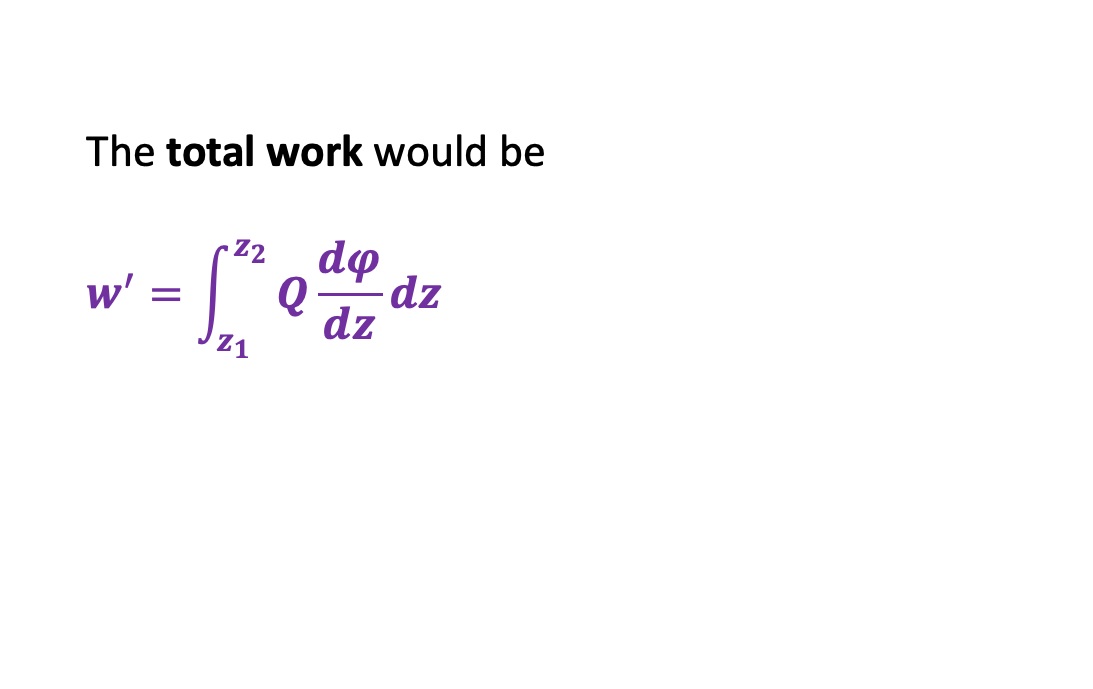 The total work would be
w′ = ∫_{z₁}^{z₂} Q dφ/dz dz